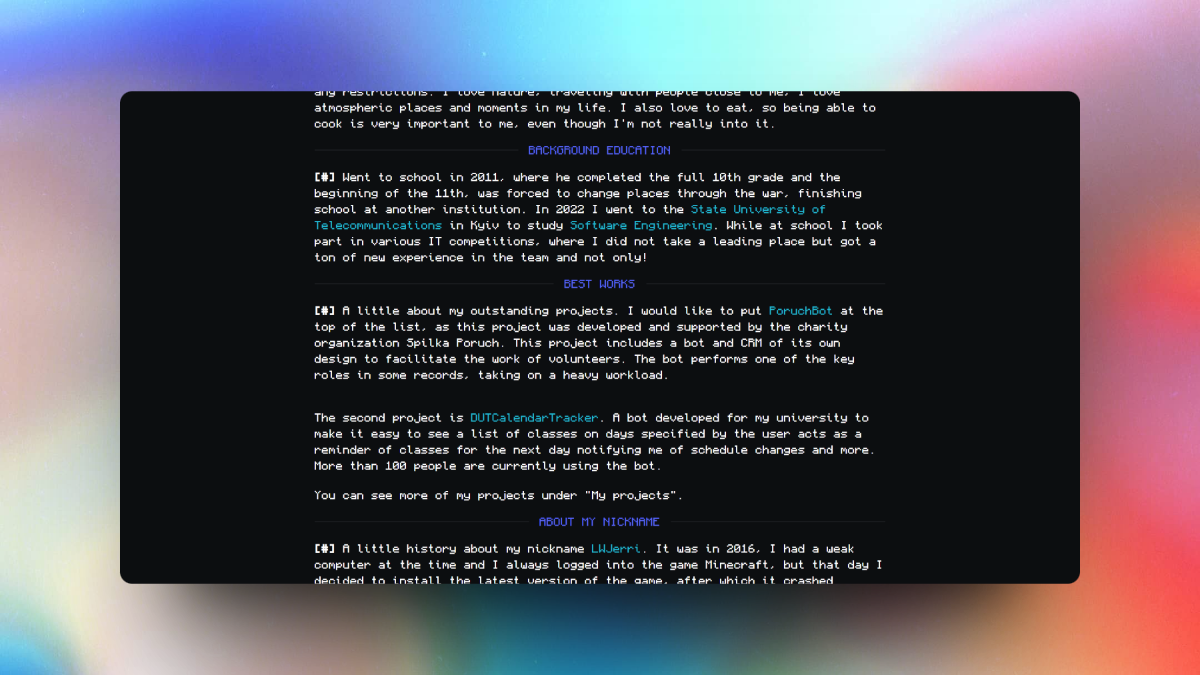 any restrictions. I love nature, traveling with people close to me, I love
atmospheric places and moments in my life. I also love to eat, so being able to
cook is very important to me, even though I'm not really into it.
BACKGROUND EDUCATION
[#] Went to school in 2011, where he completed the full 10th grade and the
beginning of the 11th, was forced to change places through the war, finishing
school at another institution. In 2022 I went to the State University of
Telecommunications in Kyiv to study Software Engineering. While at school I took
part in various IT competitions, where I did not take a leading place but got a
ton of new experience in the team and not only!
BEST WORKS
[#] A little about my outstanding projects. I would like to put PoruchBot at the
top of the list, as this project was developed and supported by the charity
organization Spilka Poruch. This project includes a bot and CRM of its own
design to facilitate the work of volunteers. The bot performs one of the key
roles in some records, taking on a heavy workload.
The second project is DUTCalendarTracker. A bot developed for my university to
make it easy to see a list of classes on days specified by the user acts as a
reminder of classes for the next day notifying me of schedule changes and more.
More than 100 people are currently using the bot.
You can see more of my projects under "My projects".
ABOUT MY NICKNAME
[#] A little history about my nickname LWJerri. It was in 2016, I had a weak
computer at the time and I always logged into the game Minecraft, but that day I
decided to install the latest version of the game, after which it crashed